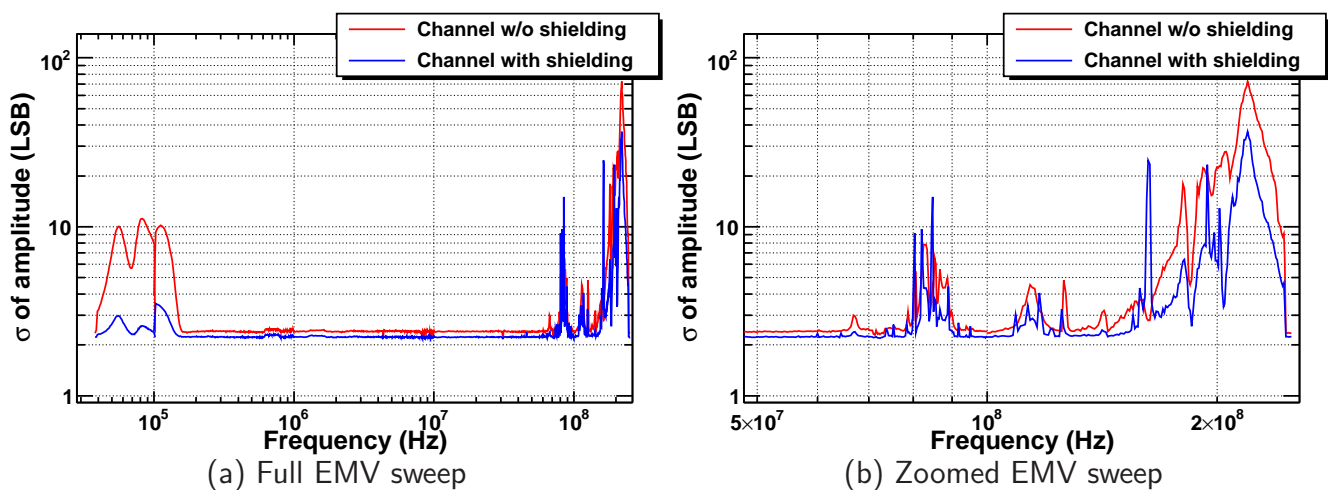 Channel w/o shielding
Channel with shielding
σ of amplitude (LSB)
10²
10
1
10⁵
10⁶
10⁷
10⁸
Frequency (Hz)
(a) Full EMV sweep
Channel w/o shielding
Channel with shielding
σ of amplitude (LSB)
10²
10
1
5×10⁷
10⁸
2×10⁸
Frequency (Hz)
(b) Zoomed EMV sweep